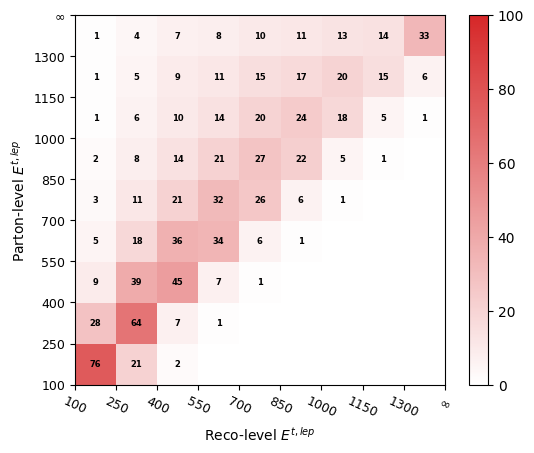 ∞
1 4 7 8 10 11 13 14 33
1300
1 5 9 11 15 17 20 15 6
1150
1 6 10 14 20 24 18 5 1
1000
2 8 14 21 27 22 5 1
850
3 11 21 32 26 6 1
700
5 18 36 34 6 1
550
9 39 45 7 1
400
28 64 7 1
250
76 21 2
100
Parton-level E^{t, lep}
100 250 400 550 700 850 1000 1150 1300 ∞
Reco-level E^{t, lep}
100
80
60
40
20
0